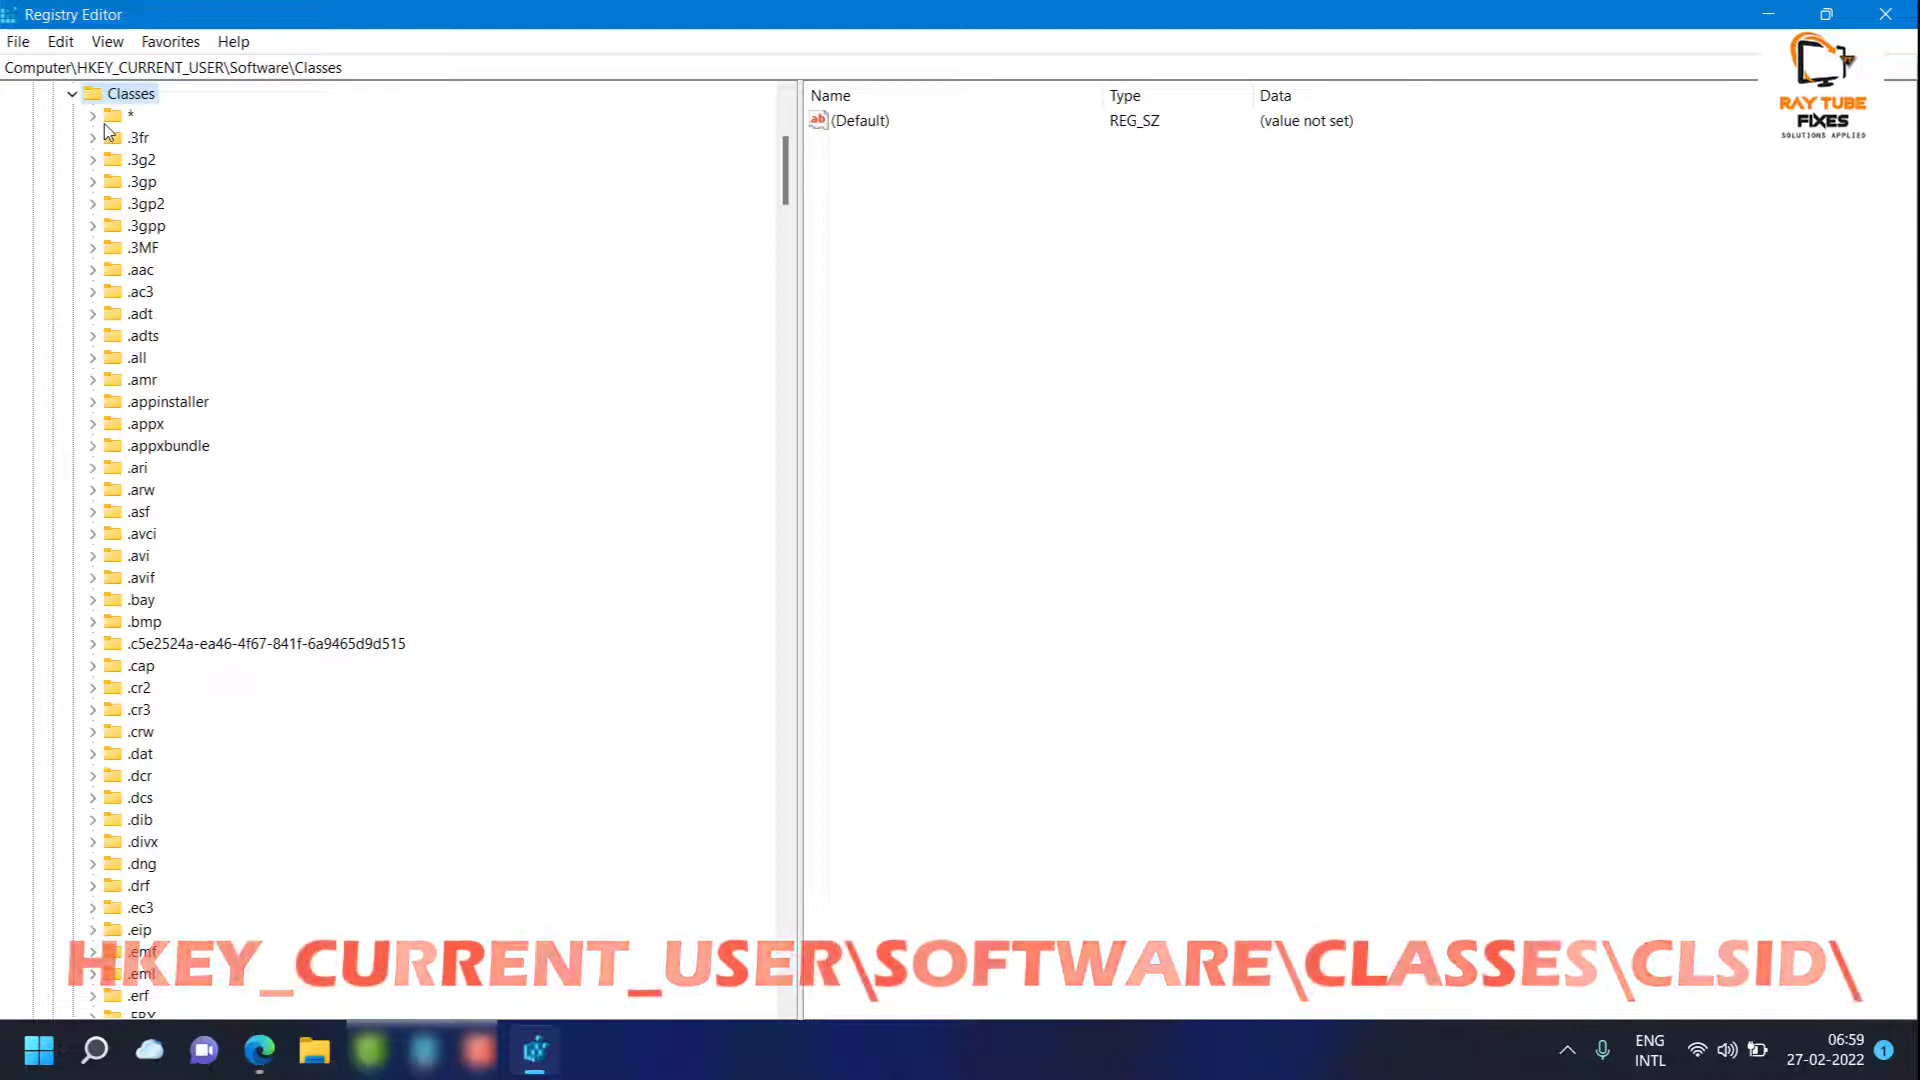 Registry Editor
File Edit View Favorites Help
Computer\HKEY_CURRENT_USER\Software\Classes
Classes
*
.3fr
.3g2
.3gp
.3gp2
.3gpp
.3MF
.aac
.ac3
.adt
.adts
.all
.amr
.appinstaller
.appx
.appxbundle
.ari
.arw
.asf
.avci
.avi
.avif
.bay
.bmp
.c5e2524a-ea46-4f67-841f-6a9465d9d515
.cap
.cr2
.cr3
.crw
.dat
.dcr
.dcs
.dib
.divx
.dng
.drf
.ec3
.eip
.emf
.eml
.erf
.FBX
Name Type Data
ab (Default) REG_SZ (value not set)
RAY TUBE
FIXES
SOLUTIONS APPLIED
HKEY_CURRENT_USER\SOFTWARE\CLASSES\CLSID\
ENG
INTL
06:59
27-02-2022
1